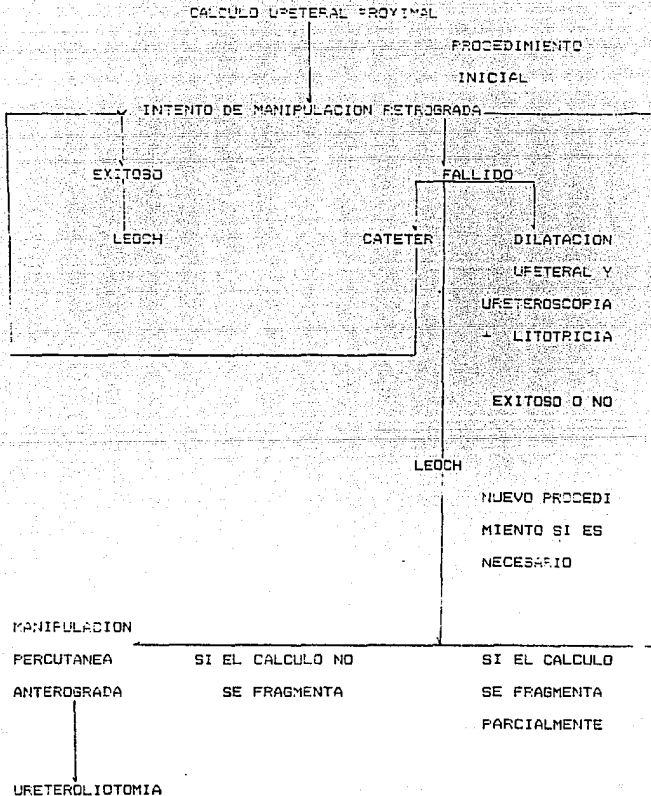 CALCULO URETERAL PROXIMAL
PROCEDIMIENTO
INICIAL
INTENTO DE MANIPULACION RETROGRADA
EXITOSO
FALLIDO
LEOCH
CATETER
DILATACION
URETERAL Y
URETEROSCOPIA
+ LITOTRICIA
EXITOSO O NO
LEOCH
NUEVO PROCEDI
MIENTO SI ES
NECESARIO
MANIPULACION
PERCUTANEA
ANTEROGRADA
SI EL CALCULO NO
SE FRAGMENTA
SI EL CALCULO
SE FRAGMENTA
PARCIALMENTE
URETEROLIOTOMIA